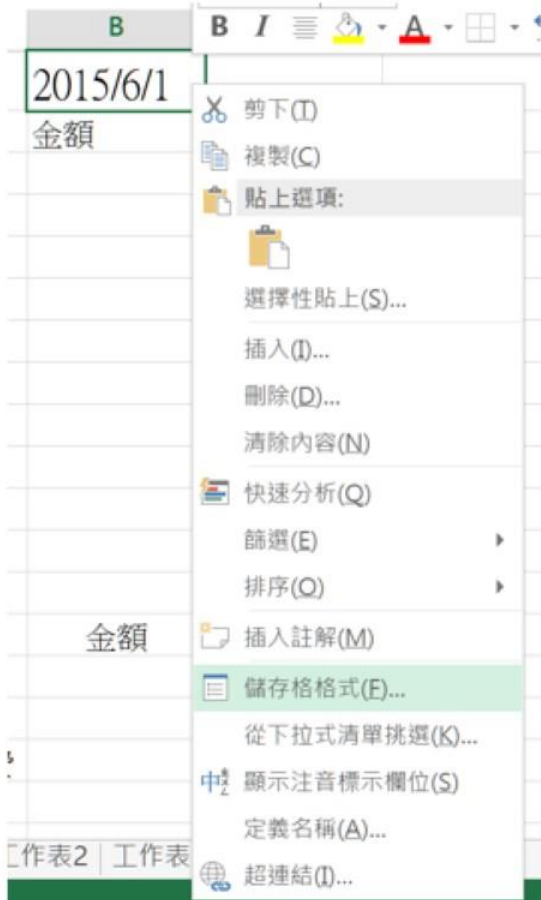 B
B I A
2015/6/1
金額
剪下(T)
複製(C)
貼上選項:
選擇性貼上(S)...
插入(I)...
刪除(D)...
清除內容(N)
快速分析(Q)
篩選(E)
排序(O)
金額
插入註解(M)
儲存格格式(F)...
從下拉式清單挑選(K)...
顯示注音標示欄位(S)
定義名稱(A)...
工作表2 工作表
超連結(I)...